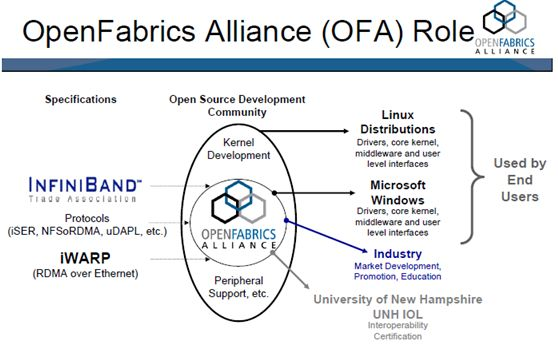 OpenFabrics Alliance (OFA) Role
OPENFABRICS
ALLIANCE
Specifications
INFINIBAND™
Trade Association
Protocols
(iSER, NFSoRDMA, uDAPL, etc.)
iWARP
(RDMA over Ethernet)
Open Source Development
Community
Kernel
Development
OPENFABRICS
ALLIANCE
Peripheral
Support, etc.
Linux
Distributions
Drivers, core kernel,
middleware and user
level interfaces
Microsoft
Windows
Drivers, core kernel,
middleware and user
level interfaces
Industry
Market Development,
Promotion, Education
University of New Hampshire
UNH IOL
Interoperability
Certification
Used by
End
Users